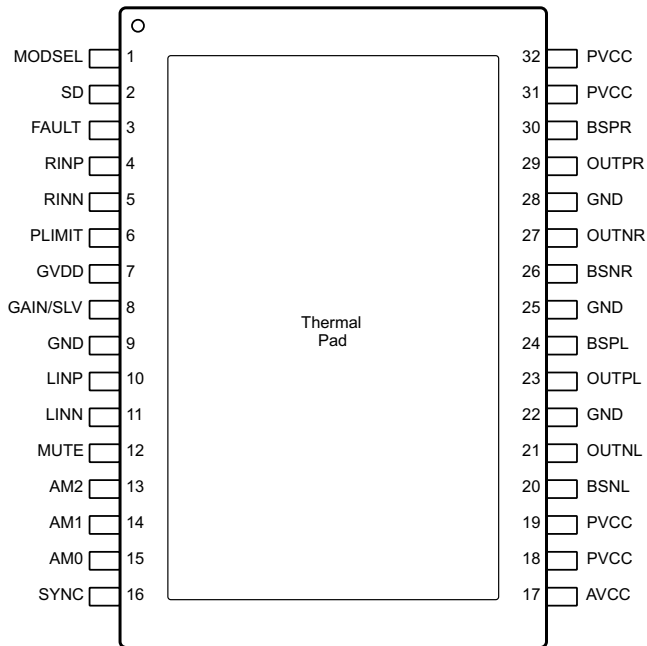 MODSEL 1 32 PVCC
SD 2 31 PVCC
FAULT 3 30 BSPR
RINP 4 29 OUTPR
RINN 5 28 GND
PLIMIT 6 27 OUTNR
GVDD 7 26 BSNR
GAIN/SLV 8 25 GND
Thermal
Pad
GND 9 24 BSPL
LINP 10 23 OUTPL
LINN 11 22 GND
MUTE 12 21 OUTNL
AM2 13 20 BSNL
AM1 14 19 PVCC
AM0 15 18 PVCC
SYNC 16 17 AVCC